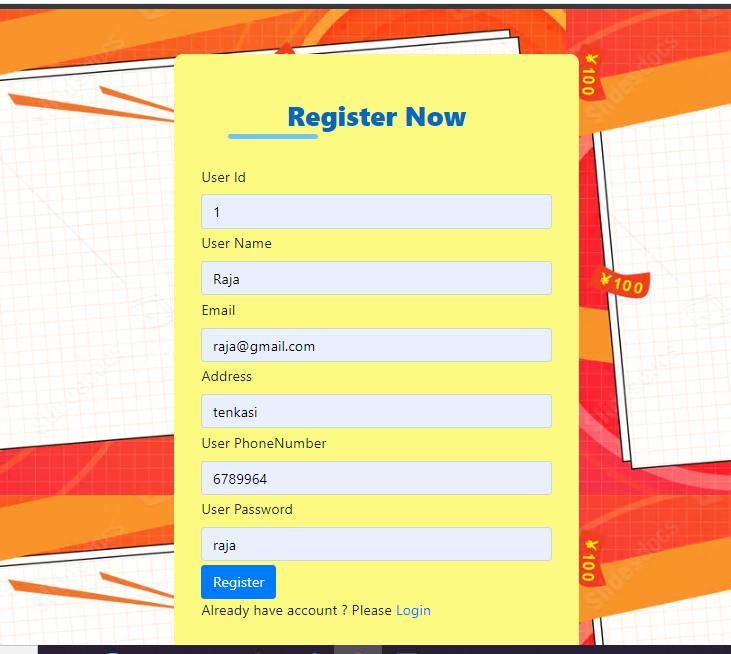 Register Now
User Id
1
User Name
Raja
Email
raja@gmail.com
Address
tenkasi
User PhoneNumber
6789964
User Password
raja
Register
Already have account ? Please Login
¥100
¥100
¥100